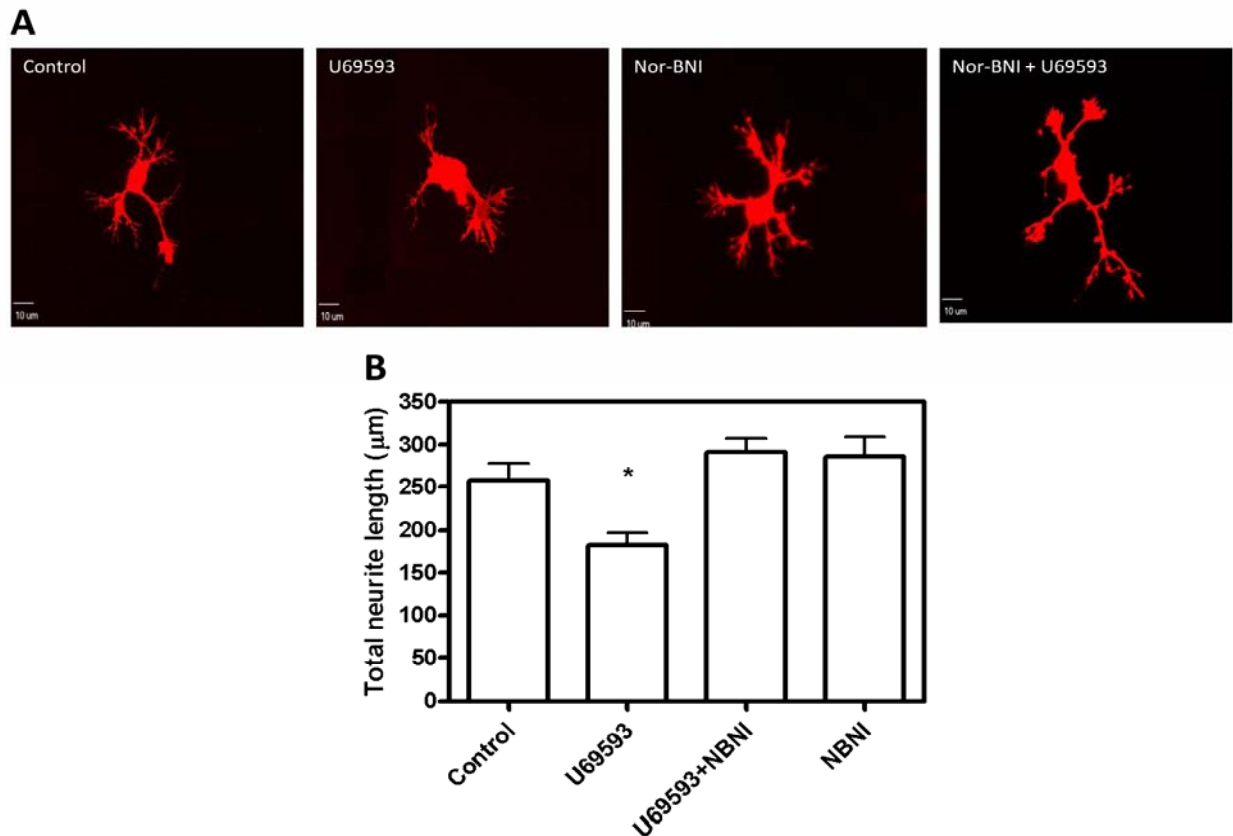 A
Control
U69593
Nor-BNI
Nor-BNI + U69593
10 um
10 um
10 um
10 um
B
Total neurite length (μm)
350
300
250
200
150
100
50
0
*
Control
U69593
U69593+NBNI
NBNI